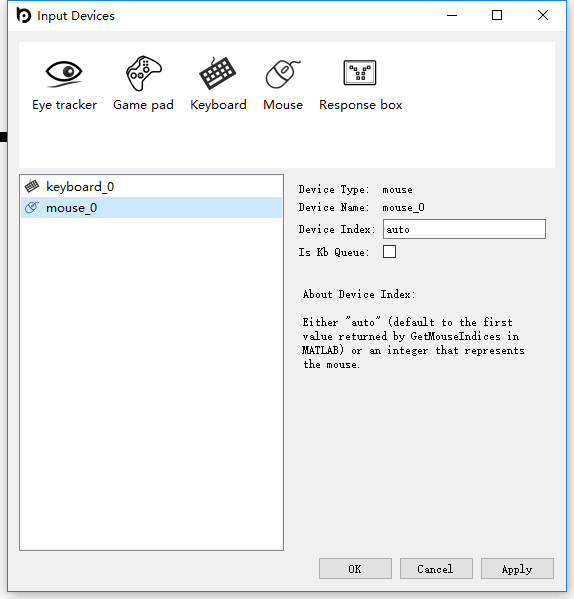 Input Devices
Eye tracker
Game pad
Keyboard
Mouse
Response box
keyboard_0
mouse_0
Device Type: mouse
Device Name: mouse_0
Device Index: auto
Is Kb Queue:
About Device Index:
Either "auto" (default to the first
value returned by GetMouseIndices in
MATLAB) or an integer that represents
the mouse.
OK
Cancel
Apply